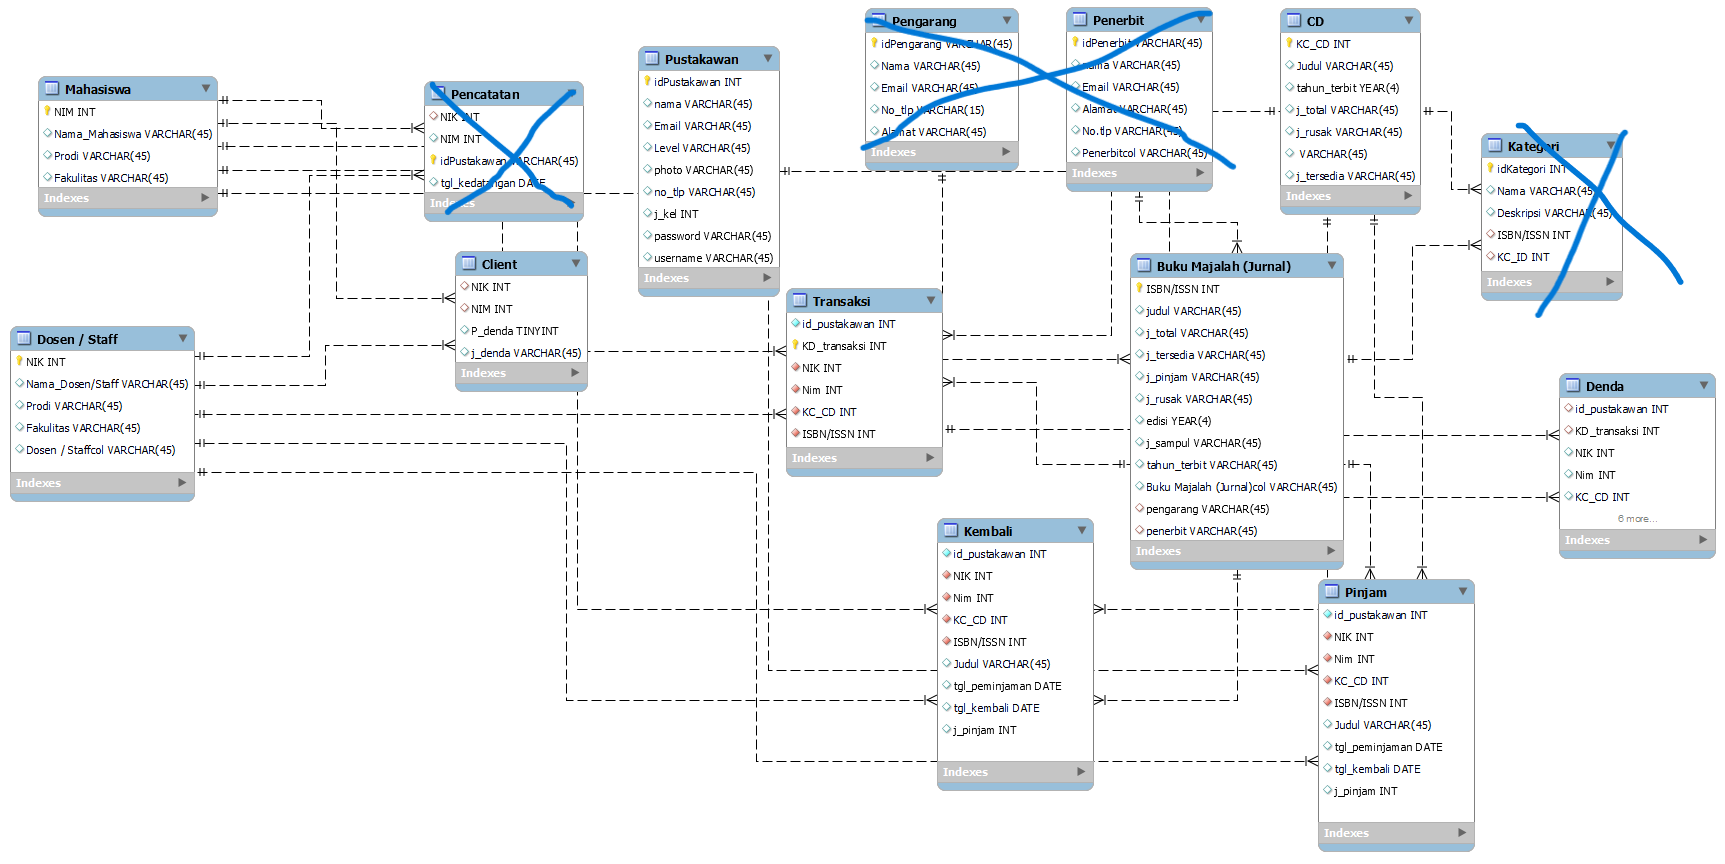 Mahasiswa
NIM INT
Nama_Mahasiswa VARCHAR(45)
Prodi VARCHAR(45)
Fakulitas VARCHAR(45)
Indexes
Pencatatan
NIK INT
NIM INT
idPustakawan VARCHAR(45)
tgl_kedatangan DATE
Indexes
Pustakawan
idPustakawan INT
nama VARCHAR(45)
Email VARCHAR(45)
Level VARCHAR(45)
photo VARCHAR(45)
no_tlp VARCHAR(45)
j_kel INT
password VARCHAR(45)
username VARCHAR(45)
Indexes
Pengarang
idPengarang VARCHAR(45)
Nama VARCHAR(45)
Email VARCHAR(45)
No_tlp VARCHAR(15)
Alamat VARCHAR(45)
Indexes
Penerbit
idPenerbit VARCHAR(45)
nama VARCHAR(45)
Email VARCHAR(45)
Alamat VARCHAR(45)
No.tlp VARCHAR(45)
Penerbitcol VARCHAR(45)
Indexes
CD
KC_CD INT
Judul VARCHAR(45)
tahun_terbit YEAR(4)
j_total VARCHAR(45)
j_rusak VARCHAR(45)
VARCHAR(45)
j_tersedia VARCHAR(45)
Indexes
Kategori
idKategori INT
Nama VARCHAR(45)
Deskripsi VARCHAR(45)
ISBN/ISSN INT
KC_ID INT
Indexes
Client
NIK INT
NIM INT
P_denda TINYINT
j_denda VARCHAR(45)
Indexes
Dosen / Staff
NIK INT
Nama_Dosen/Staff VARCHAR(45)
Prodi VARCHAR(45)
Fakulitas VARCHAR(45)
Dosen / Staffcol VARCHAR(45)
Indexes
Transaksi
id_pustakawan INT
KD_transaksi INT
NIK INT
Nim INT
KC_CD INT
ISBN/ISSN INT
Indexes
Buku Majalah (Jurnal)
ISBN/ISSN INT
judul VARCHAR(45)
j_total VARCHAR(45)
j_tersedia VARCHAR(45)
j_pinjam VARCHAR(45)
j_rusak VARCHAR(45)
edisi YEAR(4)
j_sampul VARCHAR(45)
tahun_terbit VARCHAR(45)
Buku Majalah (Jurnal)col VARCHAR(45)
pengarang VARCHAR(45)
penerbit VARCHAR(45)
Indexes
Denda
id_pustakawan INT
KD_transaksi INT
NIK INT
Nim INT
KC_CD INT
6 more...
Indexes
Kembali
id_pustakawan INT
NIK INT
Nim INT
KC_CD INT
ISBN/ISSN INT
Judul VARCHAR(45)
tgl_peminjaman DATE
tgl_kembali DATE
j_pinjam INT
Indexes
Pinjam
id_pustakawan INT
NIK INT
Nim INT
KC_CD INT
ISBN/ISSN INT
Judul VARCHAR(45)
tgl_peminjaman DATE
tgl_kembali DATE
j_pinjam INT
Indexes